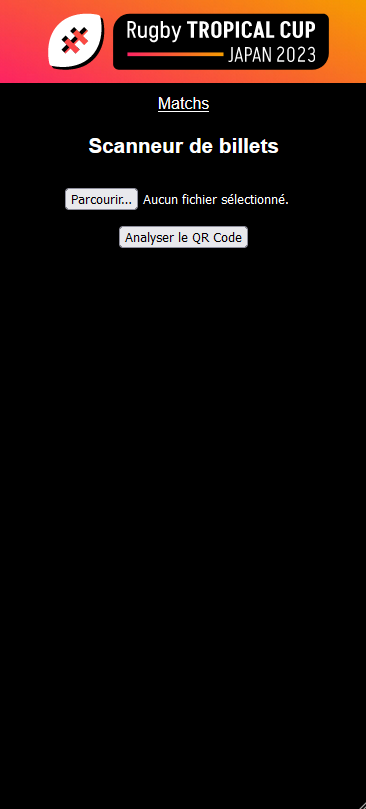 Rugby TROPICAL CUP
JAPAN 2023
Matchs
Scanneur de billets
Parcourir... Aucun fichier sélectionné.
Analyser le QR Code